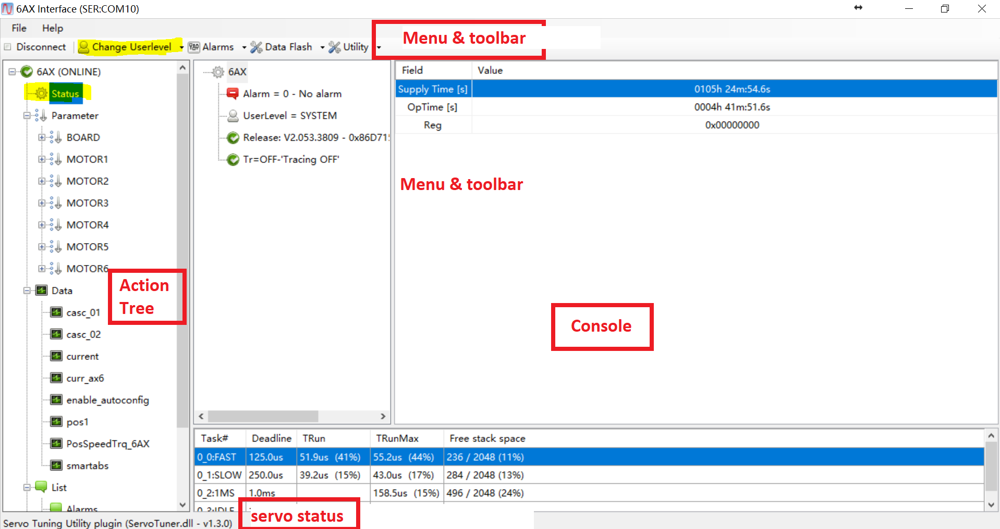 6AX Interface (SER:COM10)
File Help
Menu & toolbar
Disconnect Change Userlevel Alarms Data Flash Utility
6AX (ONLINE)
Status
Parameter
BOARD
MOTOR1
MOTOR2
MOTOR3
MOTOR4
MOTOR5
MOTOR6
Data
casc_01
casc_02
current
curr_ax6
enable_autoconfig
pos1
PosSpeedTrq_6AX
smartabs
List
Alarms
Action
Tree
6AX
Alarm = 0 - No alarm
UserLevel = SYSTEM
Release: V2.053.3809 - 0x86D71
Tr=OFF-'Tracing OFF'
Field Value
Supply Time [s] 0105h 24m:54.6s
OpTime [s] 0004h 41m:51.6s
Reg 0x00000000
Menu & toolbar
Console
Task# Deadline TRun TRunMax Free stack space
0_0:FAST 125.0us 51.9us (41%) 55.2us (44%) 236 / 2048 (11%)
0_1:SLOW 250.0us 39.2us (15%) 43.0us (17%) 284 / 2048 (13%)
0_2:1MS 1.0ms 158.5us (15%) 496 / 2048 (24%)
0_3:IDLE
servo status
Servo Tuning Utility plugin (ServoTuner.dll - v1.3.0)